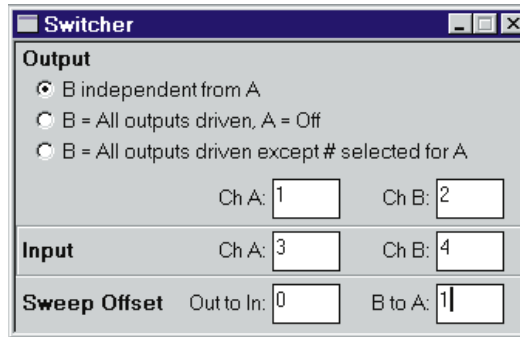 Switcher
Output
B independent from A
B = All outputs driven, A = Off
B = All outputs driven except # selected for A
Ch A: 1 Ch B: 2
Input Ch A: 3 Ch B: 4
Sweep Offset Out to In: 0 B to A: 1